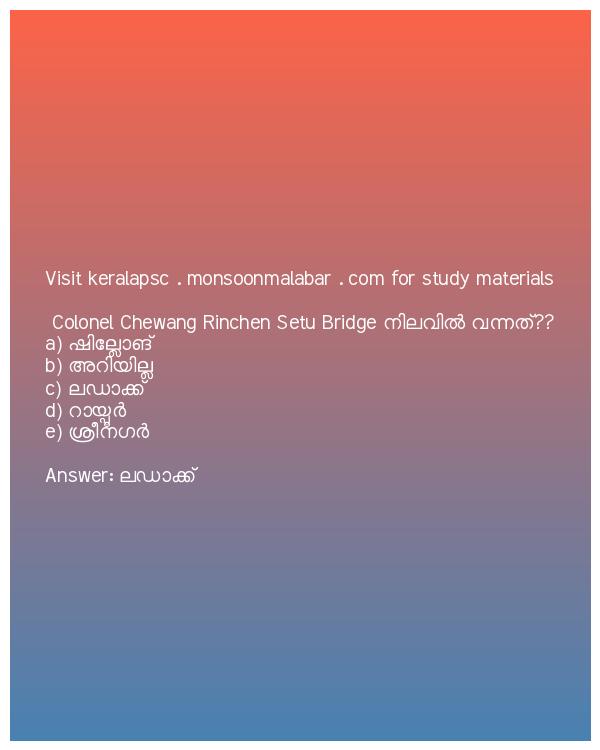 Visit keralapsc . monsoonmalabar . com for study materials
Colonel Chewang Rinchen Setu Bridge നിലവിൽ വന്നത്??
a) ഷില്ലോങ്
b) അറിയില്ല
c) ലഡാക്ക്
d) റായ്പൂർ
e) ശ്രീനഗർ
Answer: ലഡാക്ക്